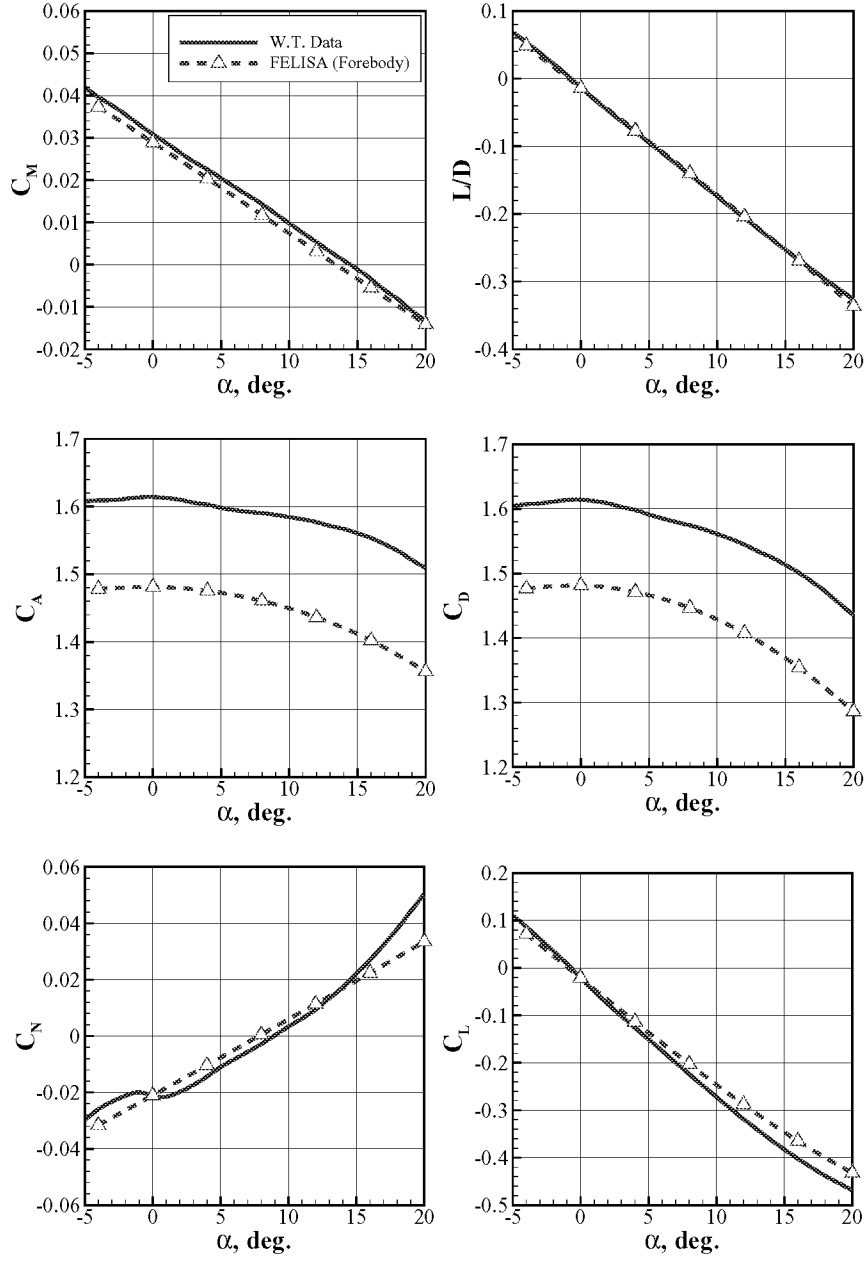 W.T. Data
FELISA (Forebody)
0.06
0.05
0.04
0.03
0.02
0.01
0
-0.01
-0.02
C_M
-5 0 5 10 15 20
α, deg.
0.1
0
-0.1
-0.2
-0.3
-0.4
L/D
-5 0 5 10 15 20
α, deg.
1.7
1.6
1.5
1.4
1.3
1.2
C_A
-5 0 5 10 15 20
α, deg.
1.7
1.6
1.5
1.4
1.3
1.2
C_D
-5 0 5 10 15 20
α, deg.
0.06
0.04
0.02
0
-0.02
-0.04
-0.06
C_N
-5 0 5 10 15 20
α, deg.
0.2
0.1
0
-0.1
-0.2
-0.3
-0.4
-0.5
C_L
-5 0 5 10 15 20
α, deg.